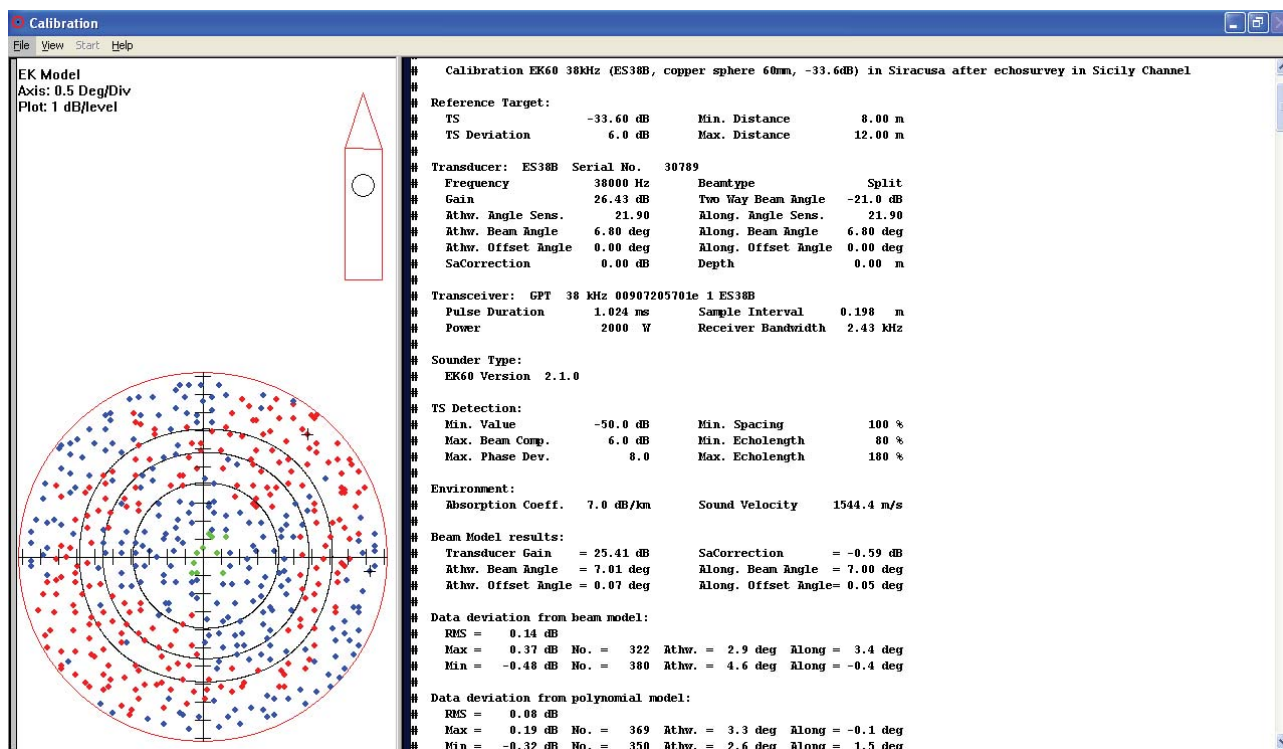 Calibration
File View Start Help
EK Model
Axis: 0.5 Deg/Div
Plot: 1 dB/level
# Calibration EK60 38kHz (ES38B, copper sphere 60mm, -33.6dB) in Siracusa after echosurvey in Sicily Channel
#
# Reference Target:
# TS -33.60 dB Min. Distance 8.00 m
# TS Deviation 6.0 dB Max. Distance 12.00 m
#
# Transducer: ES38B Serial No. 30789
# Frequency 38000 Hz Beamtype Split
# Gain 26.43 dB Two Way Beam Angle -21.0 dB
# Athw. Angle Sens. 21.90 Along. Angle Sens. 21.90
# Athw. Beam Angle 6.80 deg Along. Beam Angle 6.80 deg
# Athw. Offset Angle 0.00 deg Along. Offset Angle 0.00 deg
# SaCorrection 0.00 dB Depth 0.00 m
#
# Transceiver: GPT 38 kHz 00907205701e 1 ES38B
# Pulse Duration 1.024 ms Sample Interval 0.198 m
# Power 2000 W Receiver Bandwidth 2.43 kHz
#
# Sounder Type:
# EK60 Version 2.1.0
#
# TS Detection:
# Min. Value -50.0 dB Min. Spacing 100 %
# Max. Beam Comp. 6.0 dB Min. Echolength 80 %
# Max. Phase Dev. 8.0 Max. Echolength 180 %
#
# Environment:
# Absorption Coeff. 7.0 dB/km Sound Velocity 1544.4 m/s
#
# Beam Model results:
# Transducer Gain = 25.41 dB SaCorrection = -0.59 dB
# Athw. Beam Angle = 7.01 deg Along. Beam Angle = 7.00 deg
# Athw. Offset Angle = 0.07 deg Along. Offset Angle= 0.05 deg
#
# Data deviation from beam model:
# RMS = 0.14 dB
# Max = 0.37 dB No. = 322 Athw. = 2.9 deg Along = 3.4 deg
# Min = -0.48 dB No. = 380 Athw. = 4.6 deg Along = -0.4 deg
#
# Data deviation from polynomial model:
# RMS = 0.08 dB
# Max = 0.19 dB No. = 369 Athw. = 3.3 deg Along = -0.1 deg
# Min = -0.32 dB No. = 350 Athw. = 2.6 deg Along = 1.5 deg